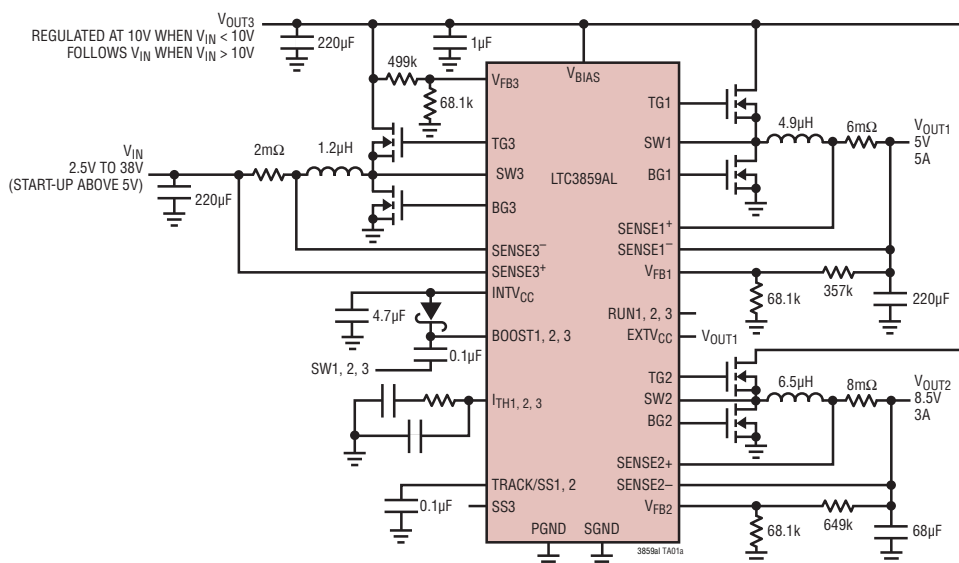 VOUT3
REGULATED AT 10V WHEN VIN < 10V
FOLLOWS VIN WHEN VIN > 10V
220µF
1µF
499k
68.1k
VFB3
VBIAS
TG1
4.9µH
6mΩ
VOUT1
5V
5A
VIN
2.5V TO 38V
(START-UP ABOVE 5V)
220µF
2mΩ
1.2µH
TG3
SW3
BG3
LTC3859AL
SW1
BG1
SENSE3−
SENSE3+
SENSE1+
SENSE1−
INTVCC
4.7µF
BOOST1, 2, 3
0.1µF
SW1, 2, 3
VFB1
68.1k
357k
220µF
RUN1, 2, 3
EXTVCC
VOUT1
TG2
SW2
BG2
6.5µH
8mΩ
VOUT2
8.5V
3A
ITH1, 2, 3
SENSE2+
SENSE2−
TRACK/SS1, 2
0.1µF
SS3
VFB2
68.1k
649k
68µF
PGND
SGND
3859al TA01a